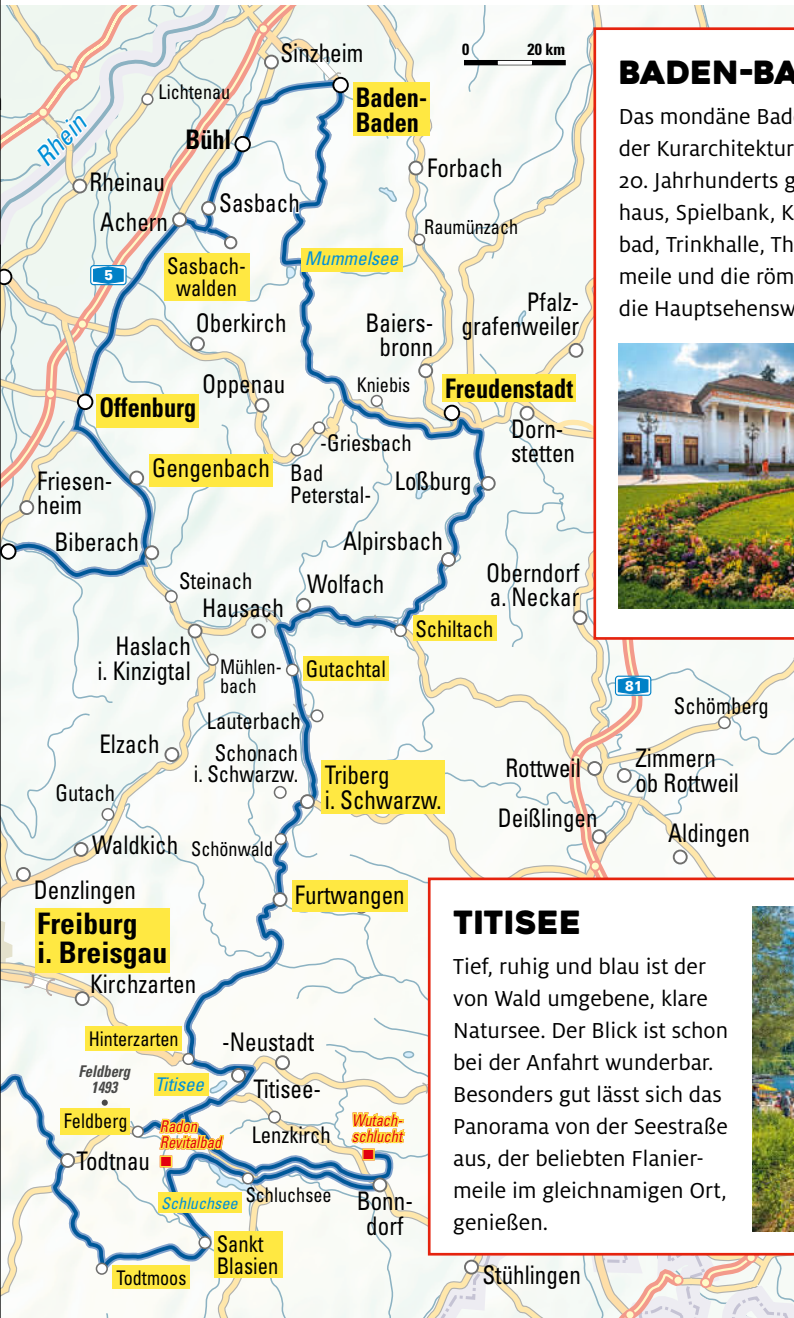 Sinzheim
0 20 km
Lichtenau
Baden-
Baden
Rhein
Bühl
Forbach
Rheinau
Sasbach
Achern
Raumünzach
Sasbach-
walden
Mummelsee
5
Pfalz-
grafenweiler
Oberkirch
Baiers-
bronn
Oppenau
Kniebis
Freudenstadt
Offenburg
-Griesbach
Dorn-
stetten
Gengenbach
Bad
Peterstal-
Loßburg
Friesen-
heim
Biberach
Alpirsbach
Steinach
Wolfach
Oberndorf
a. Neckar
Hausach
Schiltach
Haslach
i. Kinzigtal
Mühlen-
bach
Gutachtal
81
Lauterbach
Schömberg
Elzach
Schonach
i. Schwarzw.
Rottweil
Zimmern
ob Rottweil
Triberg
i. Schwarzw.
Gutach
Deißlingen
Waldkich
Schönwald
Aldingen
Denzlingen
Furtwangen
Freiburg
i. Breisgau
Kirchzarten
Hinterzarten
-Neustadt
Feldberg
1493
Titisee
Titisee-
Feldberg
Radon
Revitalbad
Lenzkirch
Wutach-
schlucht
Todtnau
Schluchsee
Schluchsee
Bonn-
dorf
Sankt
Blasien
Todtmoos
Stühlingen
BADEN-BA
Das mondäne Bad
der Kurarchitektur
20. Jahrhunderts g
haus, Spielbank, K
bad, Trinkhalle, Th
meile und die röm
die Hauptsehensw
TITISEE
Tief, ruhig und blau ist der
von Wald umgebene, klare
Natursee. Der Blick ist schon
bei der Anfahrt wunderbar.
Besonders gut lässt sich das
Panorama von der Seestraße
aus, der beliebten Flanier-
meile im gleichnamigen Ort,
genießen.